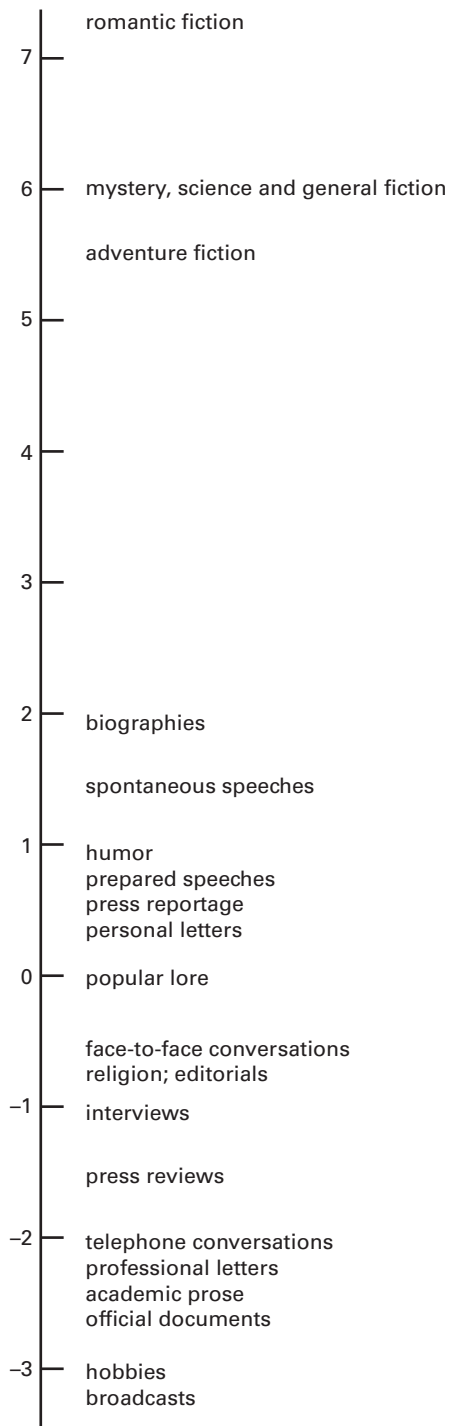 romantic fiction
7
6 mystery, science and general fiction
adventure fiction
5
4
3
2
biographies
spontaneous speeches
1
humor
prepared speeches
press reportage
personal letters
0 popular lore
face-to-face conversations
religion; editorials
–1
interviews
press reviews
–2 telephone conversations
professional letters
academic prose
official documents
–3 hobbies
broadcasts